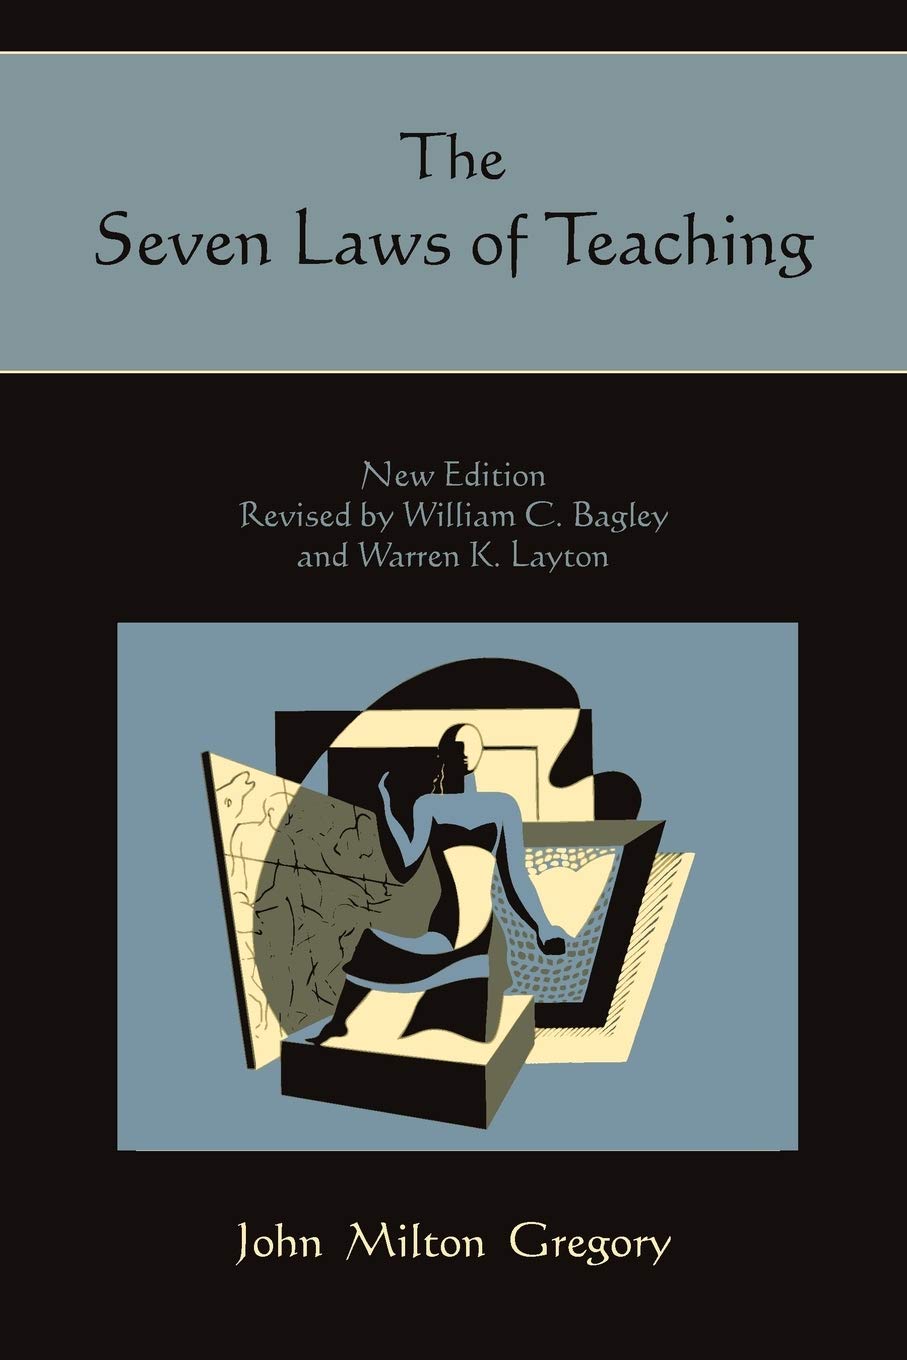 The
Seven Laws of Teaching
New Edition
Revised by William C. Bagley
and Warren K. Layton
John Milton Gregory